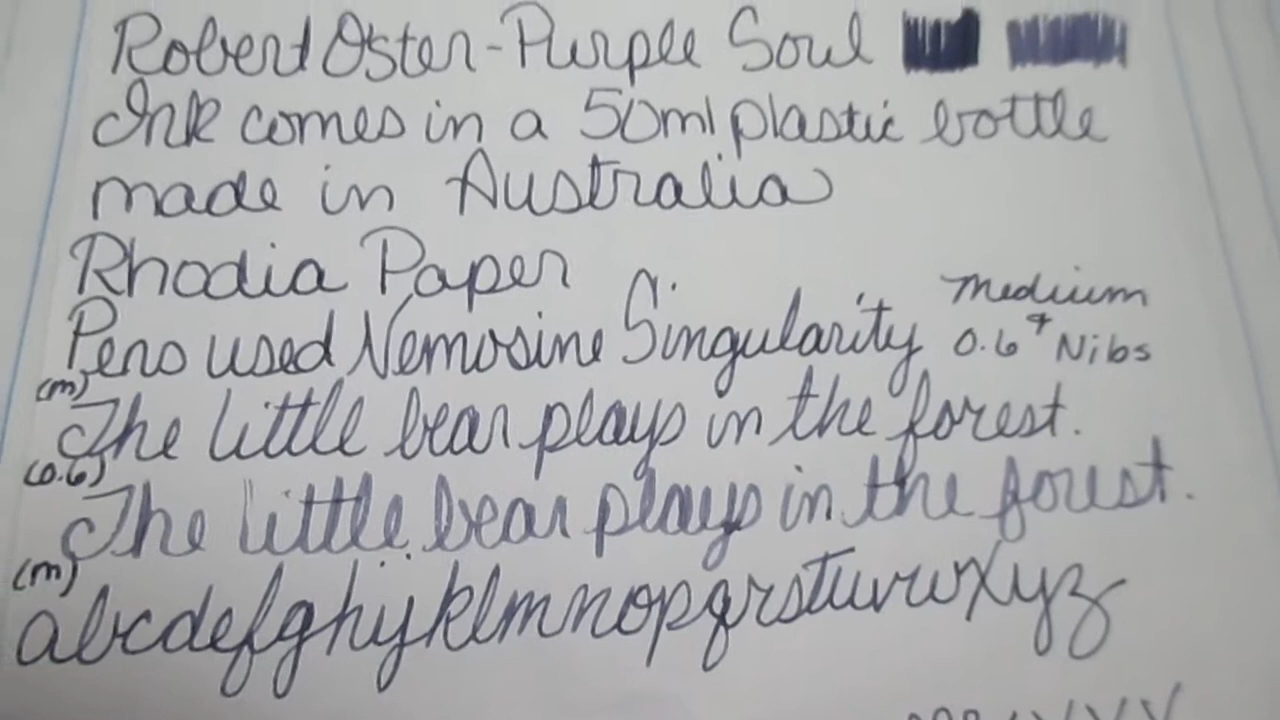 Robert Oster-Purple Soul
Ink comes in a 50ml plastic bottle
made in Australia
Rhodia Paper
Pens used Nemosine Singularity Medium + 0.6 Nibs
(m)
The little bear plays in the forest.
(0.6)
The little bear plays in the forest.
(m)
abcdefghijklmnopqrstuvwxyz